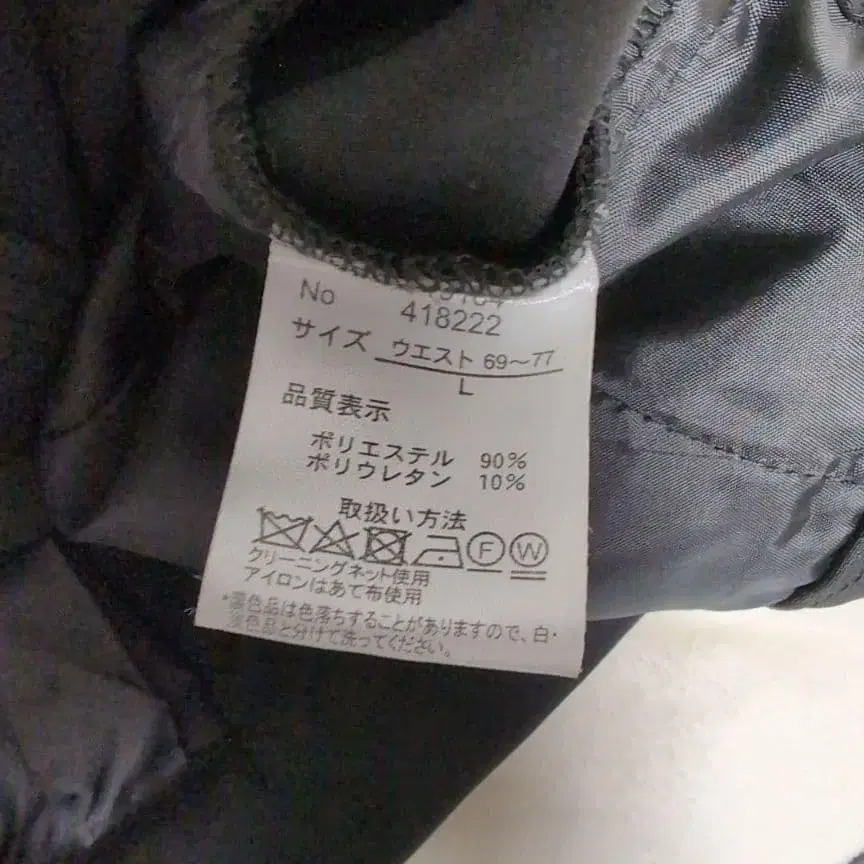 No
418222
サイズ ウエスト 69～77
L
品質表示
ポリエステル 90%
ポリウレタン 10%
取扱い方法
F W
クリーニングネット使用
アイロンはあて布使用
*濃色品は色落ちすることがありますので、白・
淡色品と分けて洗ってください。